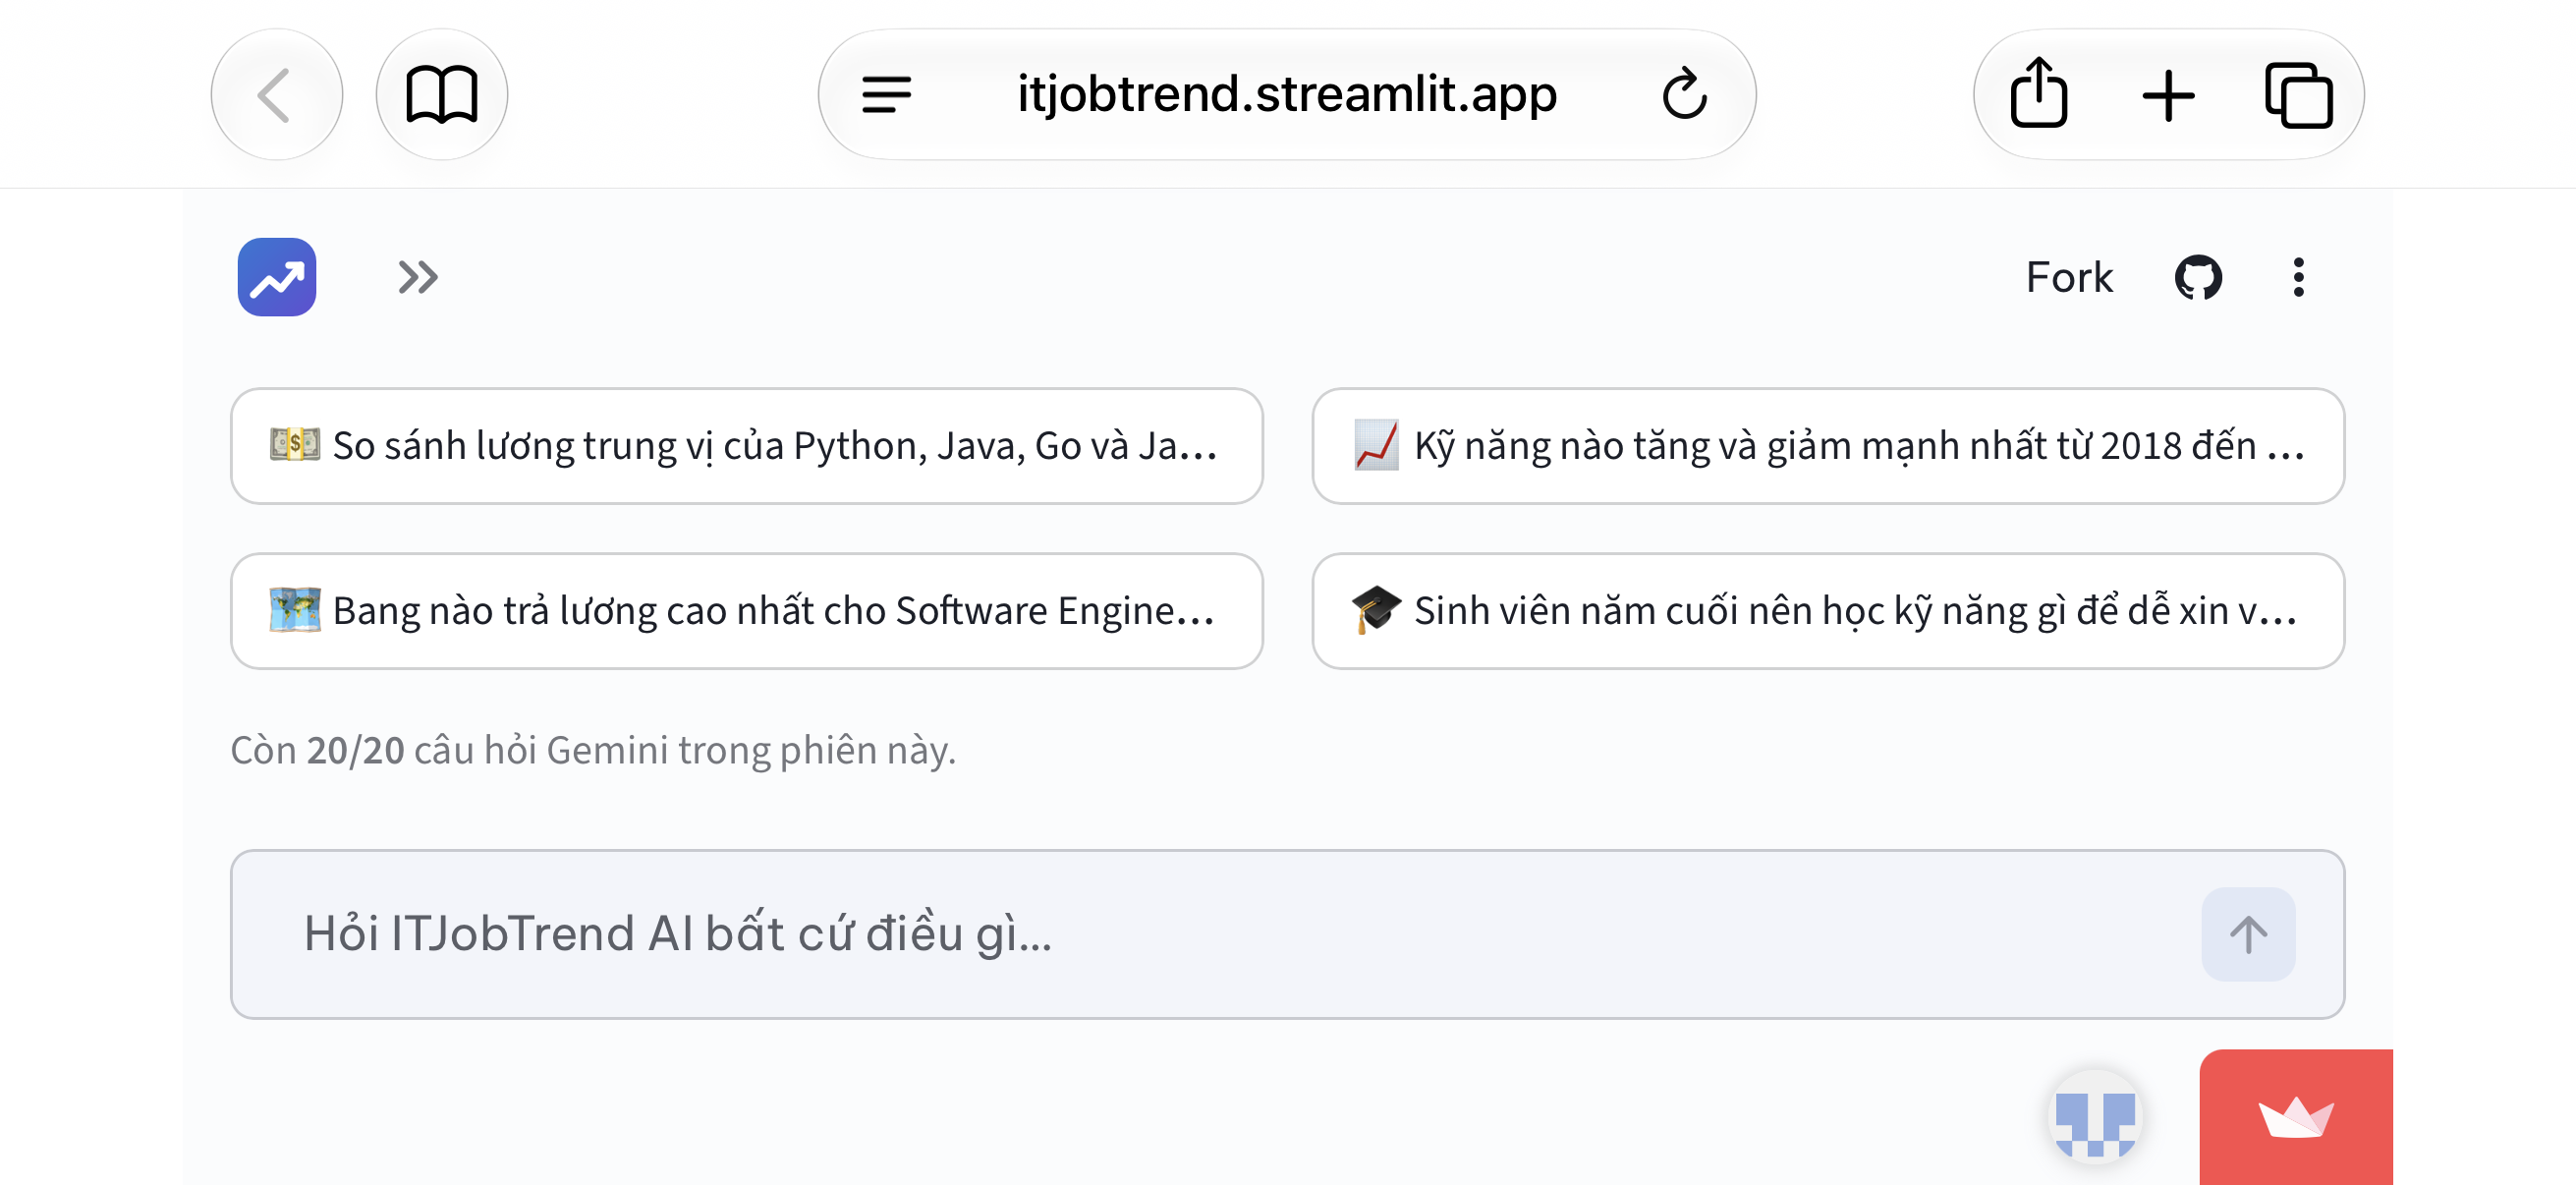 itjobtrend.streamlit.app
Fork
So sánh lương trung vị của Python, Java, Go và Ja...
Kỹ năng nào tăng và giảm mạnh nhất từ 2018 đến ...
Bang nào trả lương cao nhất cho Software Engine...
Sinh viên năm cuối nên học kỹ năng gì để dễ xin v...
Còn 20/20 câu hỏi Gemini trong phiên này.
Hỏi ITJobTrend AI bất cứ điều gì...